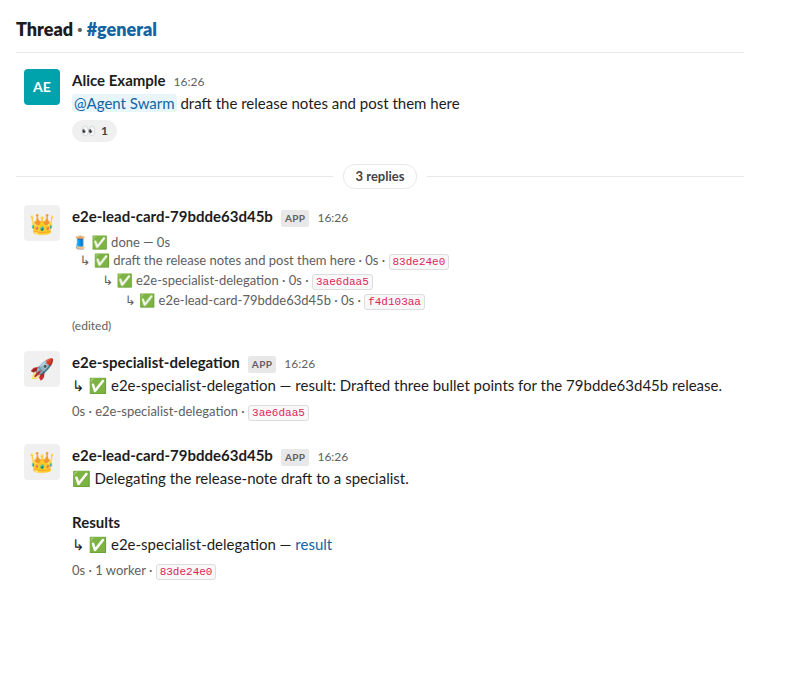 Thread • #general
AE
Alice Example 16:26
@Agent Swarm draft the release notes and post them here
👀 1
3 replies
e2e-lead-card-79bdde63d45b APP 16:26
🧵 ✅ done — 0s
↳ ✅ draft the release notes and post them here · 0s · 83de24e0
↳ ✅ e2e-specialist-delegation · 0s · 3ae6daa5
↳ ✅ e2e-lead-card-79bdde63d45b · 0s · f4d103aa
(edited)
e2e-specialist-delegation APP 16:26
↳ ✅ e2e-specialist-delegation — result: Drafted three bullet points for the 79bdde63d45b release.
0s · e2e-specialist-delegation · 3ae6daa5
e2e-lead-card-79bdde63d45b APP 16:26
✅ Delegating the release-note draft to a specialist.
Results
↳ ✅ e2e-specialist-delegation — result
0s · 1 worker · 83de24e0